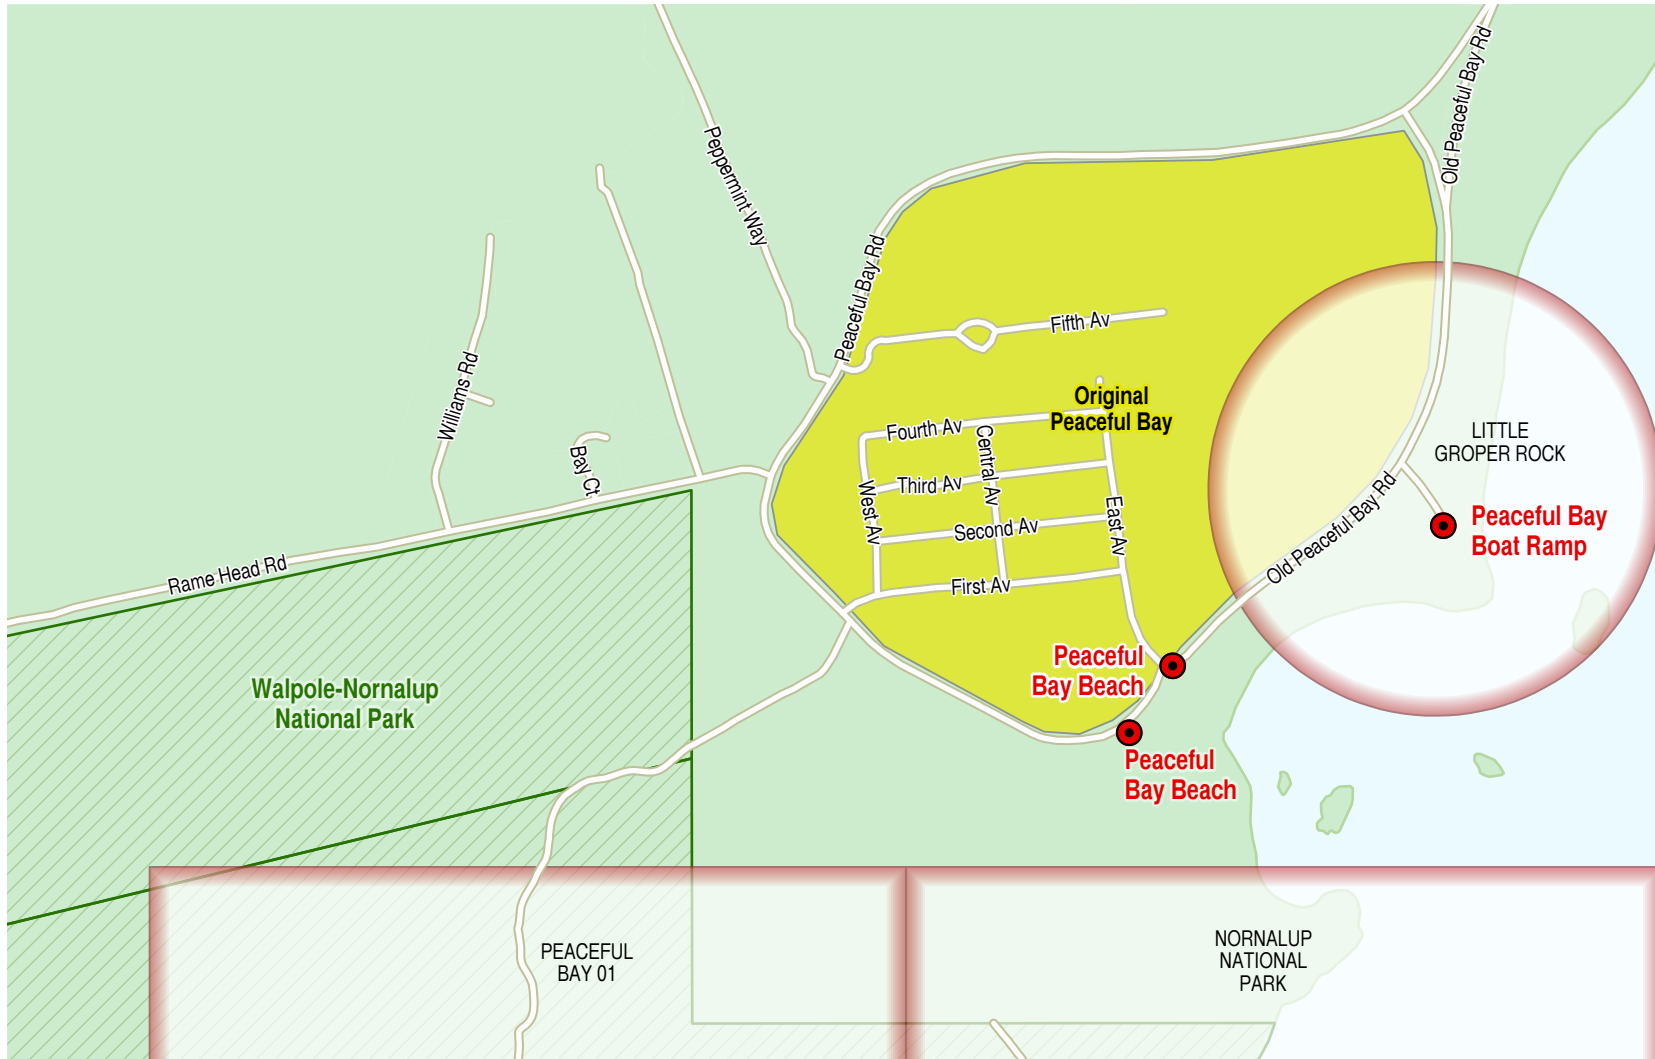 Old Peaceful Bay Rd
Peppermint Way
Peaceful Bay Rd
Fifth Av
Williams Rd
Original
Peaceful Bay
Fourth Av
Central Av
LITTLE
GROPER ROCK
Bay Ct
Third Av
West Av
Second Av
East Av
Peaceful Bay
Boat Ramp
Old Peaceful Bay Rd
Rame Head Rd
First Av
Peaceful
Bay Beach
Walpole-Nornalup
National Park
Peaceful
Bay Beach
PEACEFUL
BAY 01
NORNALUP
NATIONAL
PARK